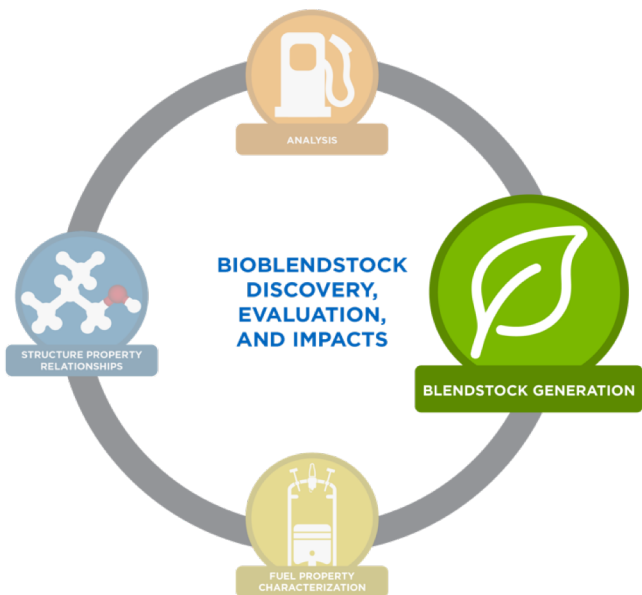 ANALYSIS
BIOBLENDSTOCK
DISCOVERY,
EVALUATION,
AND IMPACTS
STRUCTURE PROPERTY
RELATIONSHIPS
BLENDSTOCK GENERATION
FUEL PROPERTY
CHARACTERIZATION